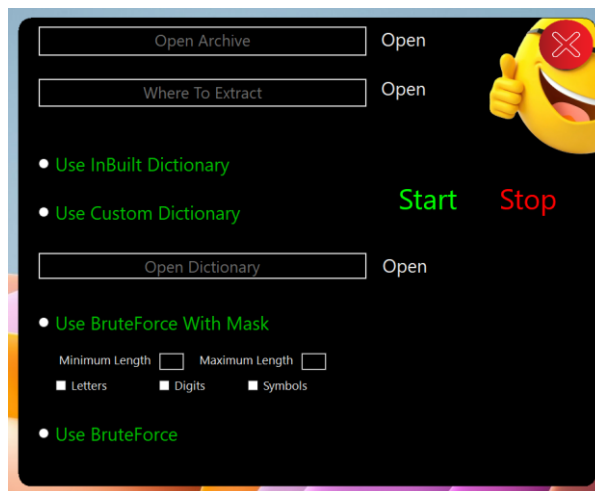 Open Archive Open
Where To Extract Open
Use InBuilt Dictionary
Use Custom Dictionary
Start Stop
Open Dictionary Open
Use BruteForce With Mask
Minimum Length Maximum Length
Letters Digits Symbols
Use BruteForce